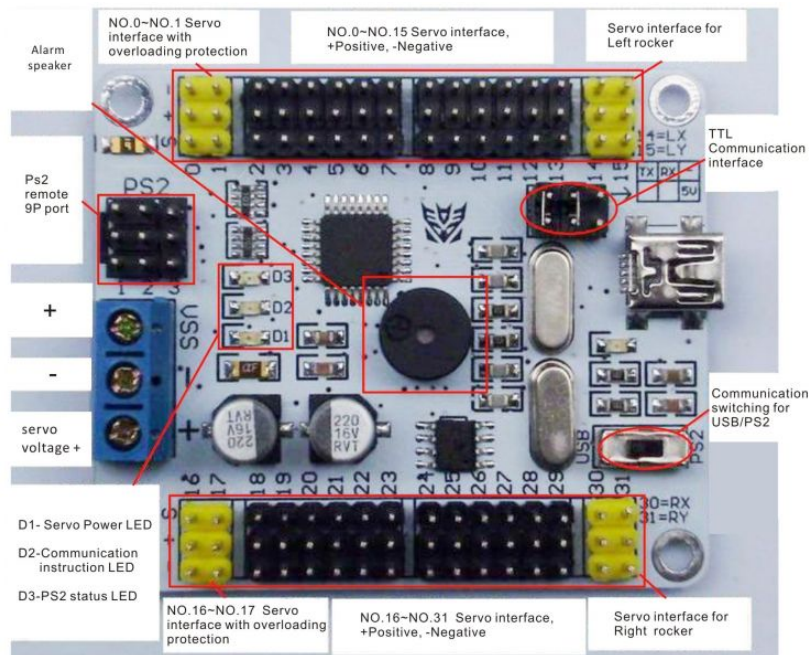 Alarm
speaker
NO.0~NO.1 Servo
interface with
overloading protection
NO.0~NO.15 Servo interface,
+Positive, -Negative
Servo interface for
Left rocker
TTL
Communication
interface
Ps2
remote
9P port
+
-
servo
voltage +
D1- Servo Power LED
D2-Communication
instruction LED
D3-PS2 status LED
Communication
switching for
USB/PS2
NO.16~NO.17 Servo
interface with overloading
protection
NO.16~NO.31 Servo interface,
+Positive, -Negative
Servo interface for
Right rocker
- + S
0 1 2 3 4 5 6 7 8 9 10 11 12 13 14 15
14=LX
15=LY
TX RX -
5V
PS2
1 2 3
D3
D2
D1
VSS
-
+
220
16V
RVT
220
16V
RVT
USB
PS2
16 17 18 19 20 21 22 23 24 25 26 27 28 29 30 31
S +
30=RX
31=RY